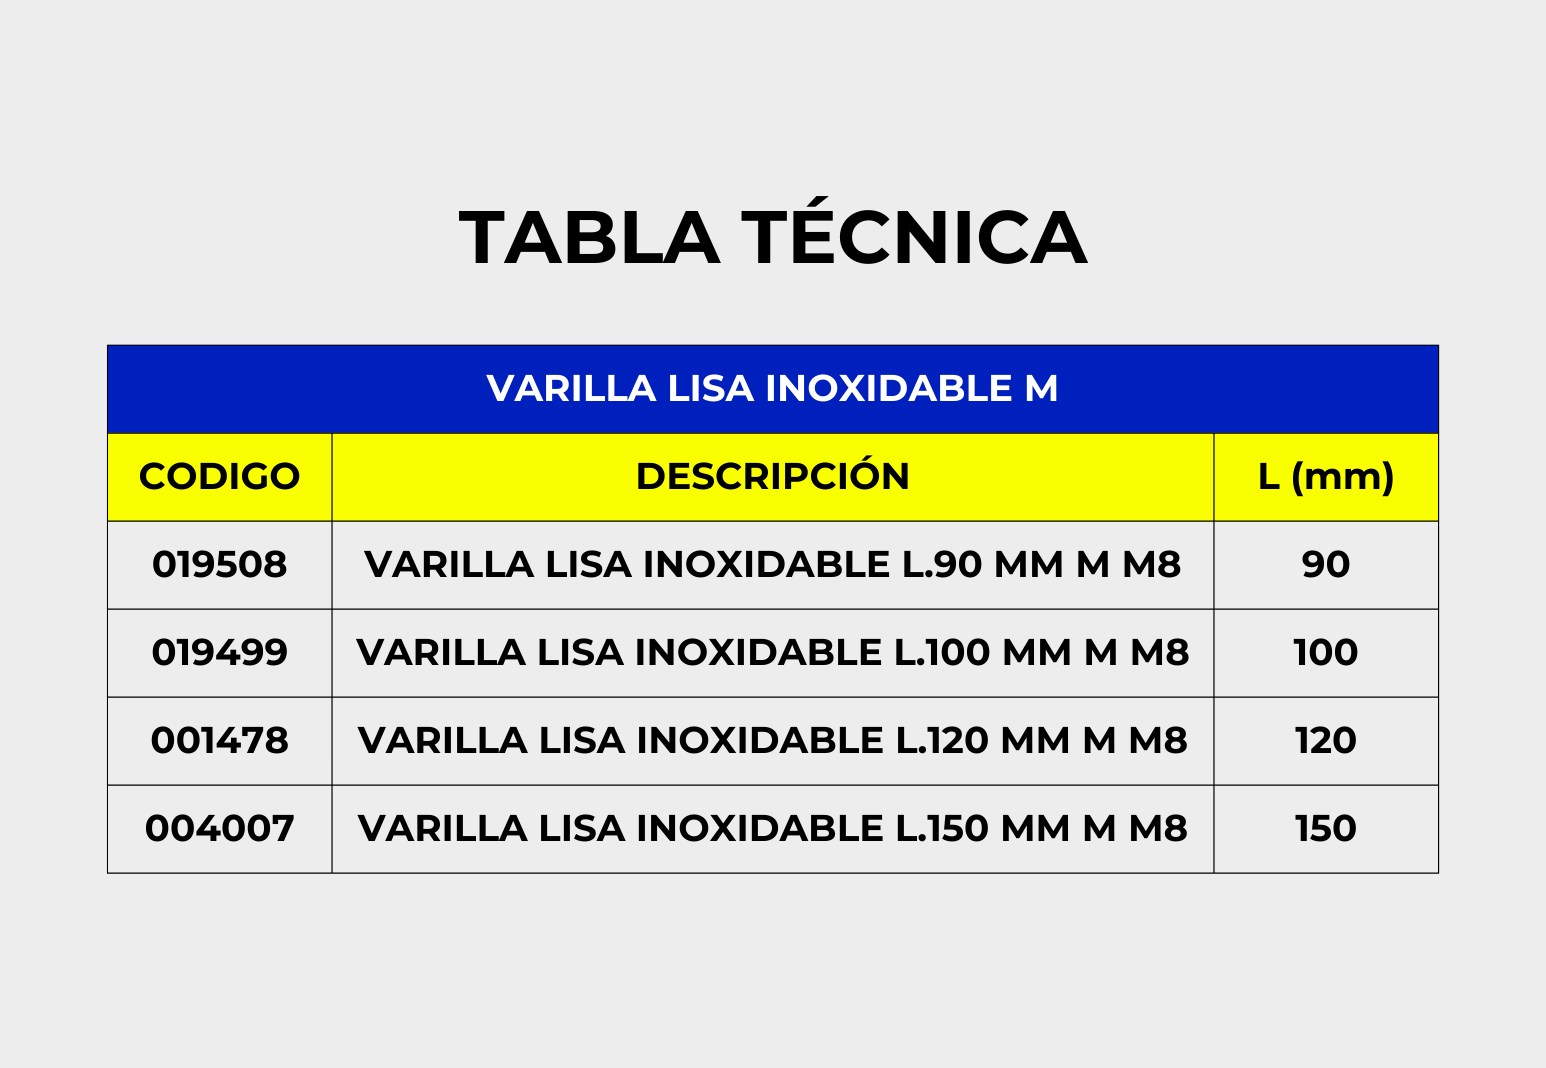 TABLA TÉCNICA
VARILLA LISA INOXIDABLE M
CODIGO DESCRIPCIÓN L (mm)
019508 VARILLA LISA INOXIDABLE L.90 MM M M8 90
019499 VARILLA LISA INOXIDABLE L.100 MM M M8 100
001478 VARILLA LISA INOXIDABLE L.120 MM M M8 120
004007 VARILLA LISA INOXIDABLE L.150 MM M M8 150